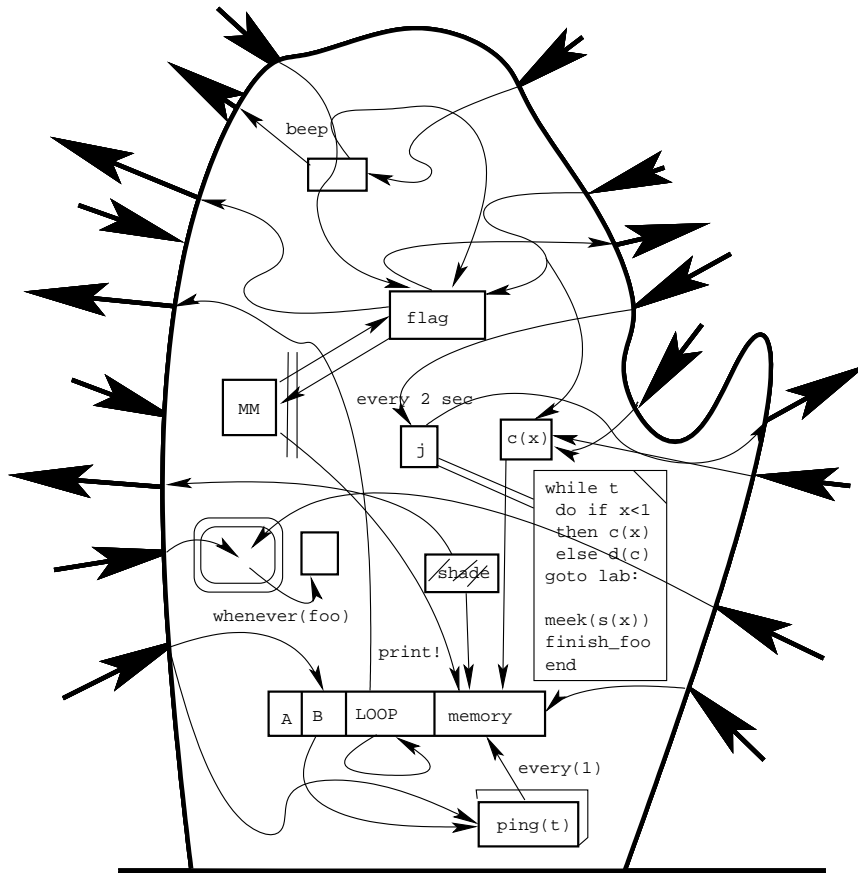 beep
flag
every 2 sec
MM
j
c(x)
while t
do if x<1
then c(x)
else d(c)
goto lab:
meek(s(x))
finish_foo
end
shade
whenever(foo)
print!
A B LOOP memory
every(1)
ping(t)